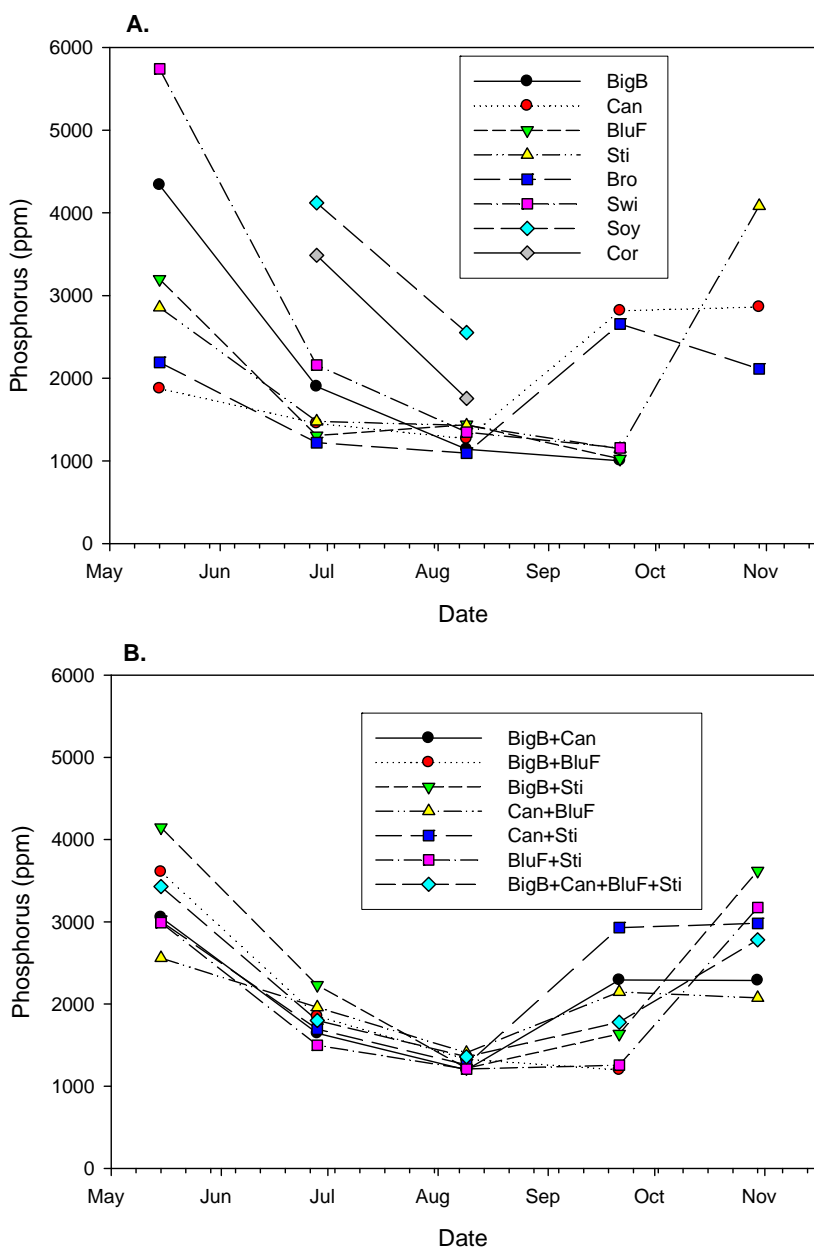 A.
6000
5000
4000
3000
2000
1000
0
Phosphorus (ppm)
BigB
Can
BluF
Sti
Bro
Swi
Soy
Cor
May Jun Jul Aug Sep Oct Nov
Date
B.
6000
5000
4000
3000
2000
1000
0
Phosphorus (ppm)
BigB+Can
BigB+BluF
BigB+Sti
Can+BluF
Can+Sti
BluF+Sti
BigB+Can+BluF+Sti
May Jun Jul Aug Sep Oct Nov
Date